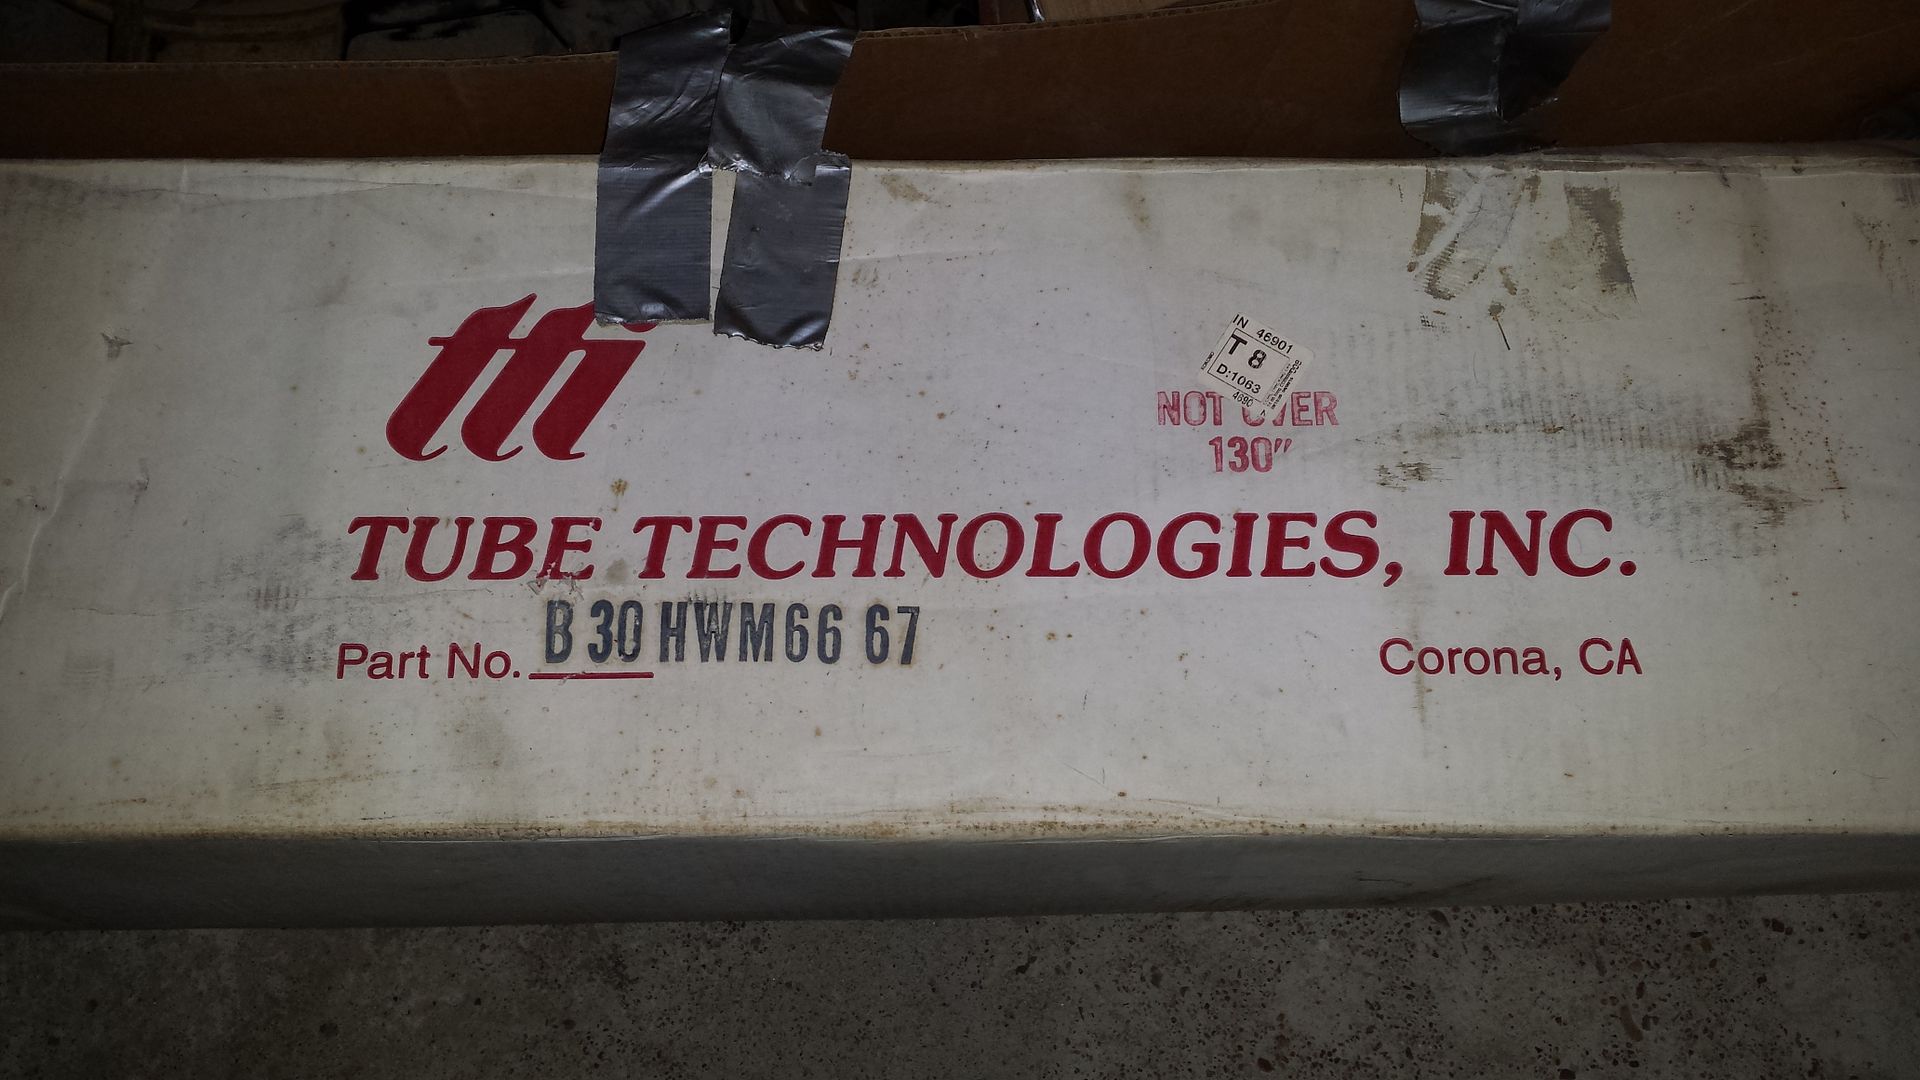 tti
IN 46901
T 8
D:1063
NOT OVER
130"
TUBE TECHNOLOGIES, INC.
B 30 HWM66 67
Part No.
Corona, CA